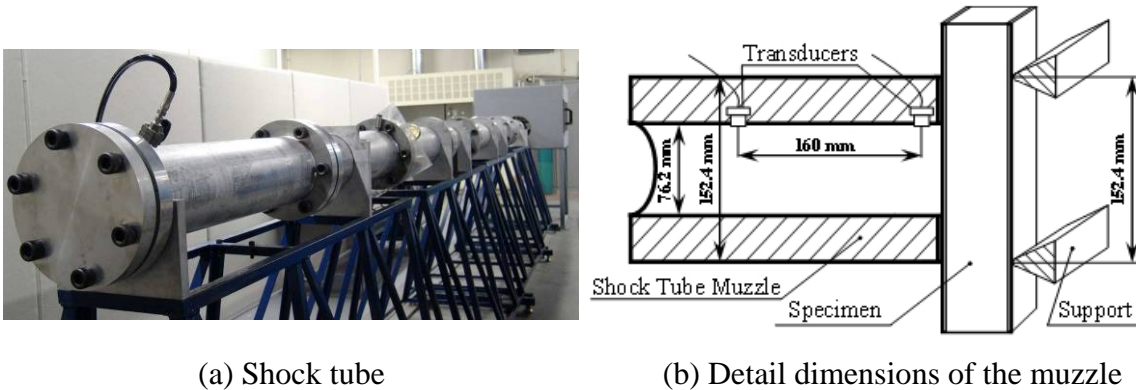 Transducers
160 mm
76.2 mm
152.4 mm
152.4 mm
Shock Tube Muzzle
Specimen
Support
(a) Shock tube
(b) Detail dimensions of the muzzle